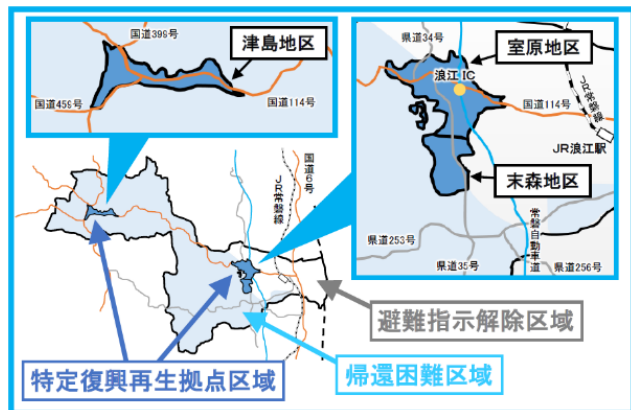 国道399号
津島地区
国道459号
国道114号
県道34号
室原地区
浪江IC
国道114号
JR常磐線
JR浪江駅
末森地区
常磐自動車道
県道253号
県道35号
県道256号
国道6号
JR常磐線
避難指示解除区域
特定復興再生拠点区域
帰還困難区域